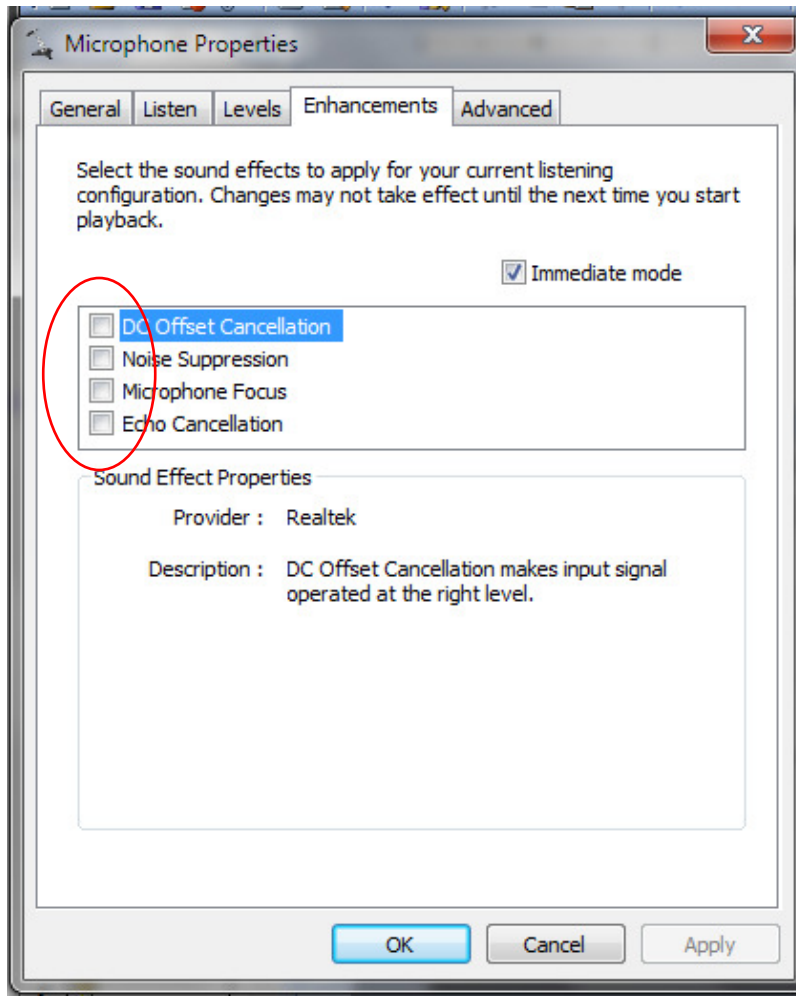 Microphone Properties
General Listen Levels Enhancements Advanced
Select the sound effects to apply for your current listening
configuration. Changes may not take effect until the next time you start
playback.
Immediate mode
DC Offset Cancellation
Noise Suppression
Microphone Focus
Echo Cancellation
Sound Effect Properties
Provider : Realtek
Description : DC Offset Cancellation makes input signal
operated at the right level.
OK Cancel Apply